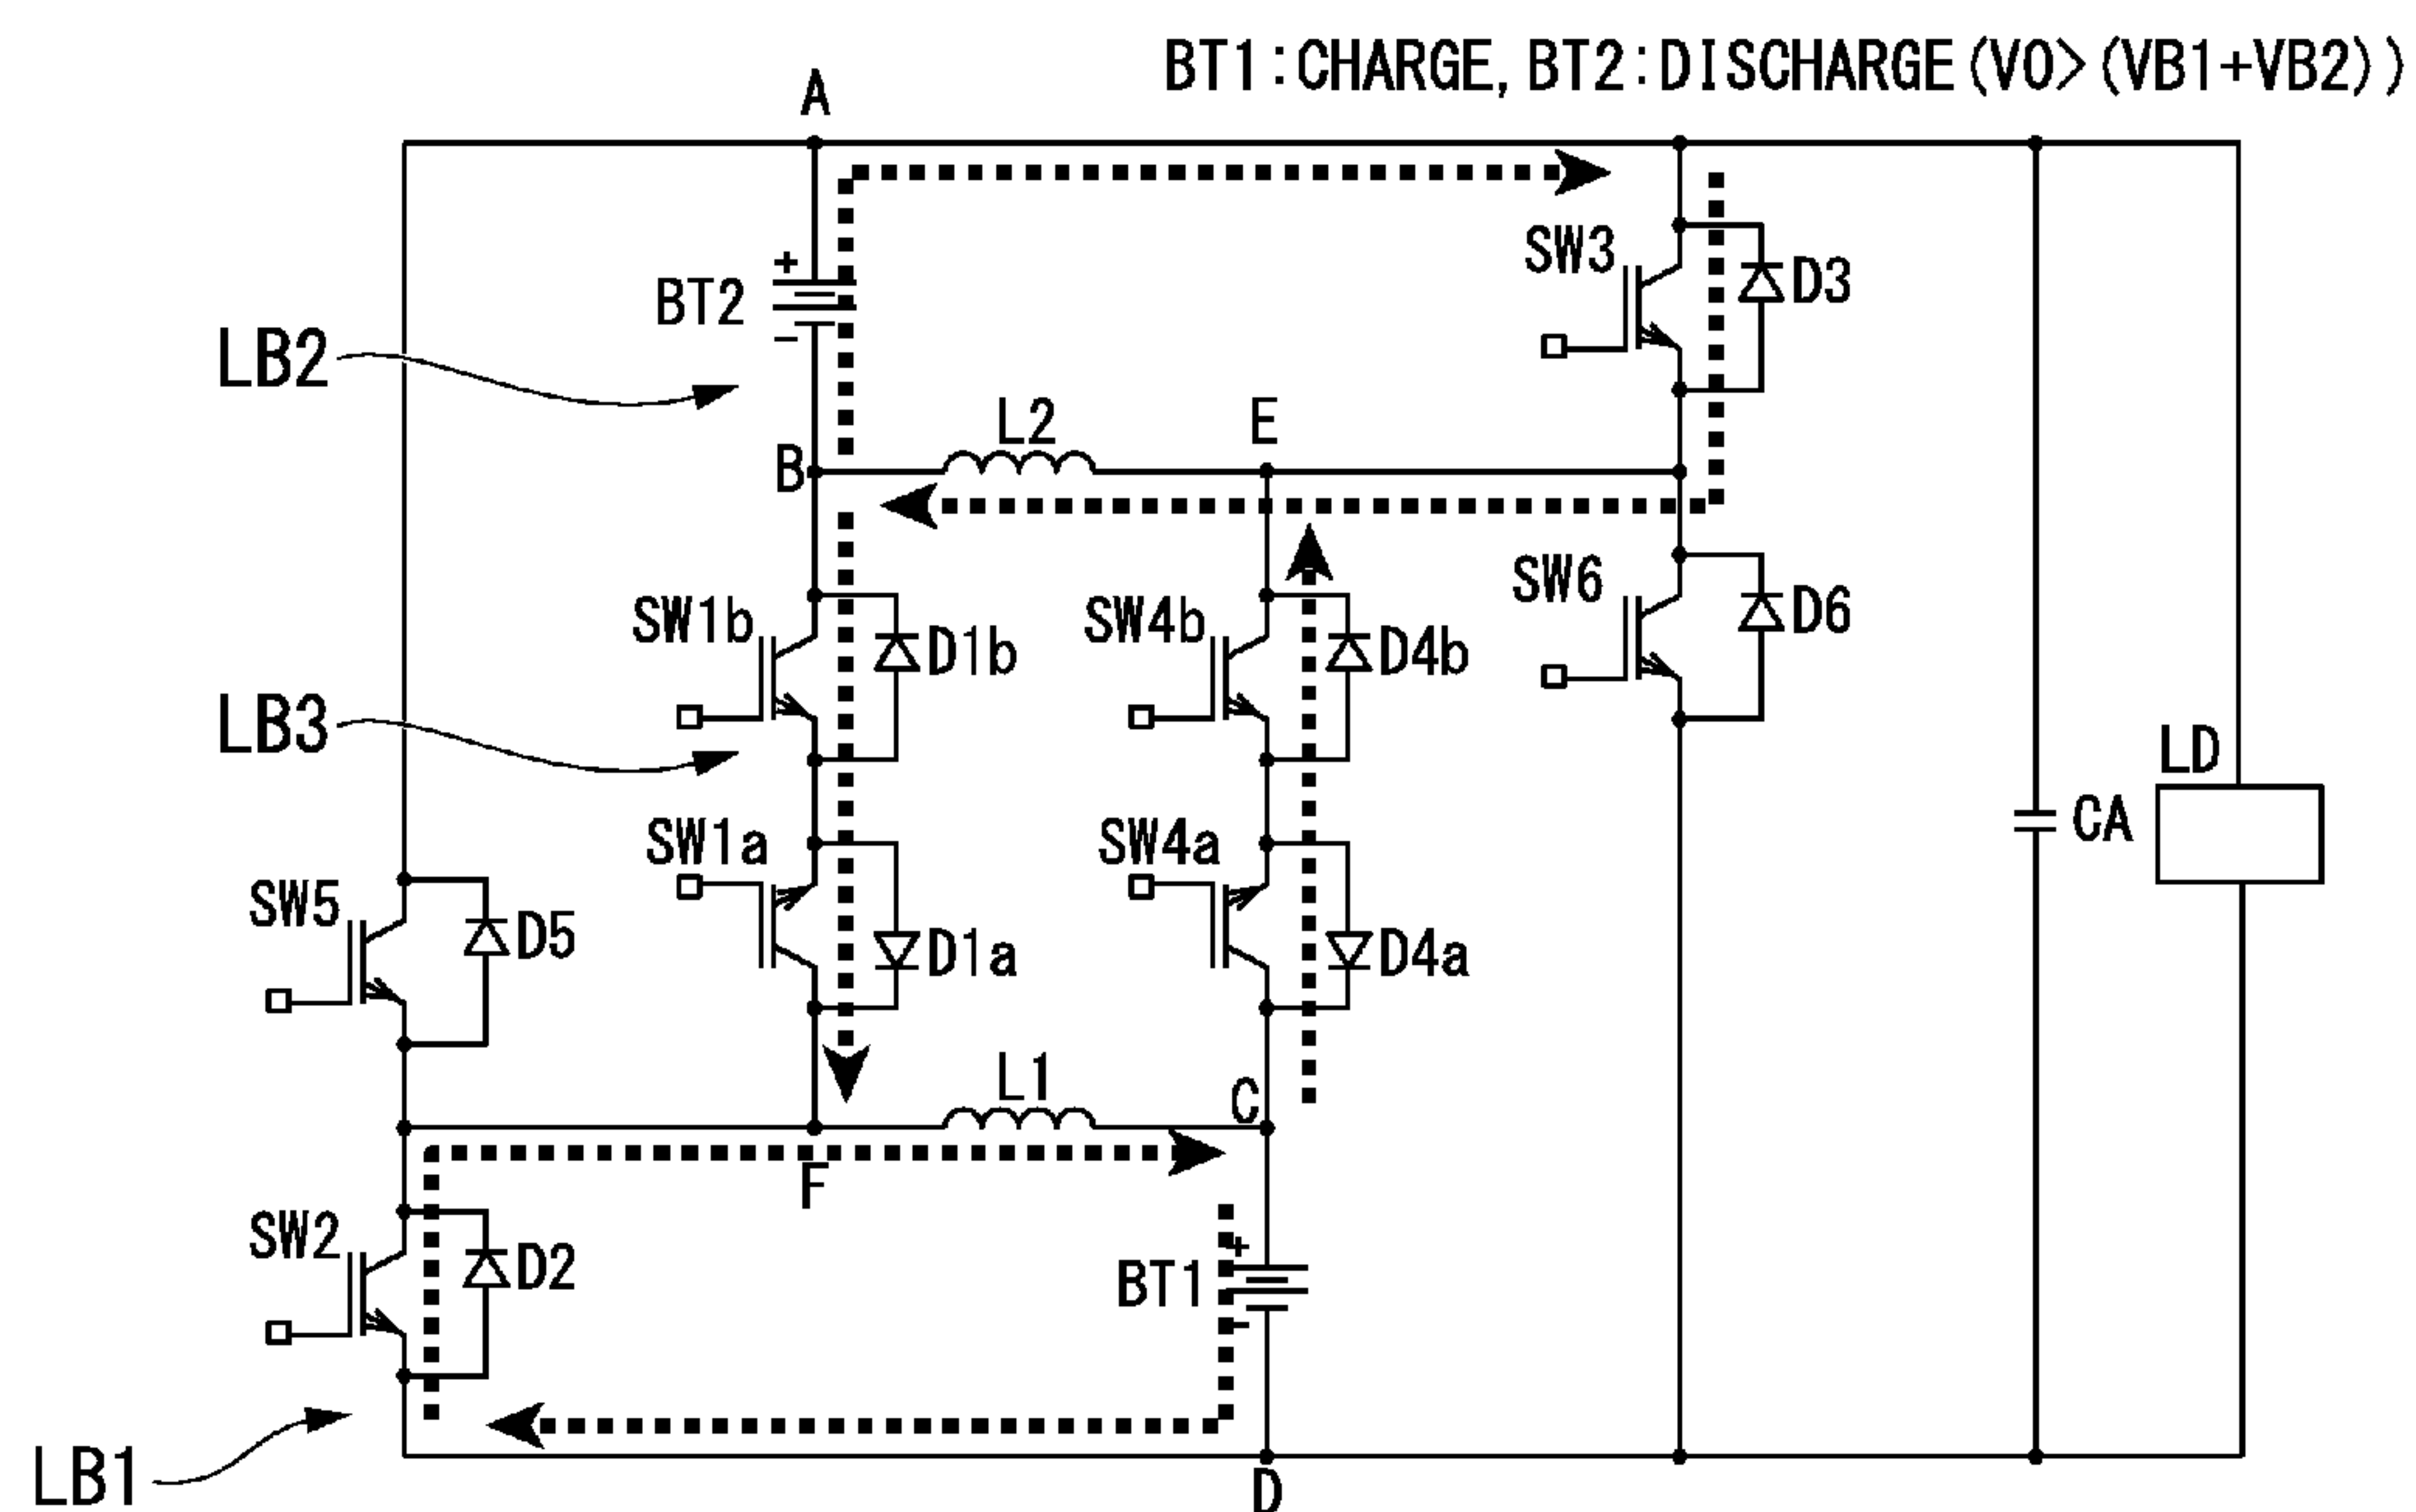 BT1:CHARGE, BT2:DISCHARGE(VO>(VB1+VB2))
A
SW3
D3
BT2
+
−
LB2
L2
E
B
SW6
D6
SW1b
D1b
SW4b
D4b
LB3
LD
CA
SW1a
D1a
SW4a
D4a
SW5
D5
L1
C
F
SW2
D2
BT1
+
−
LB1
D